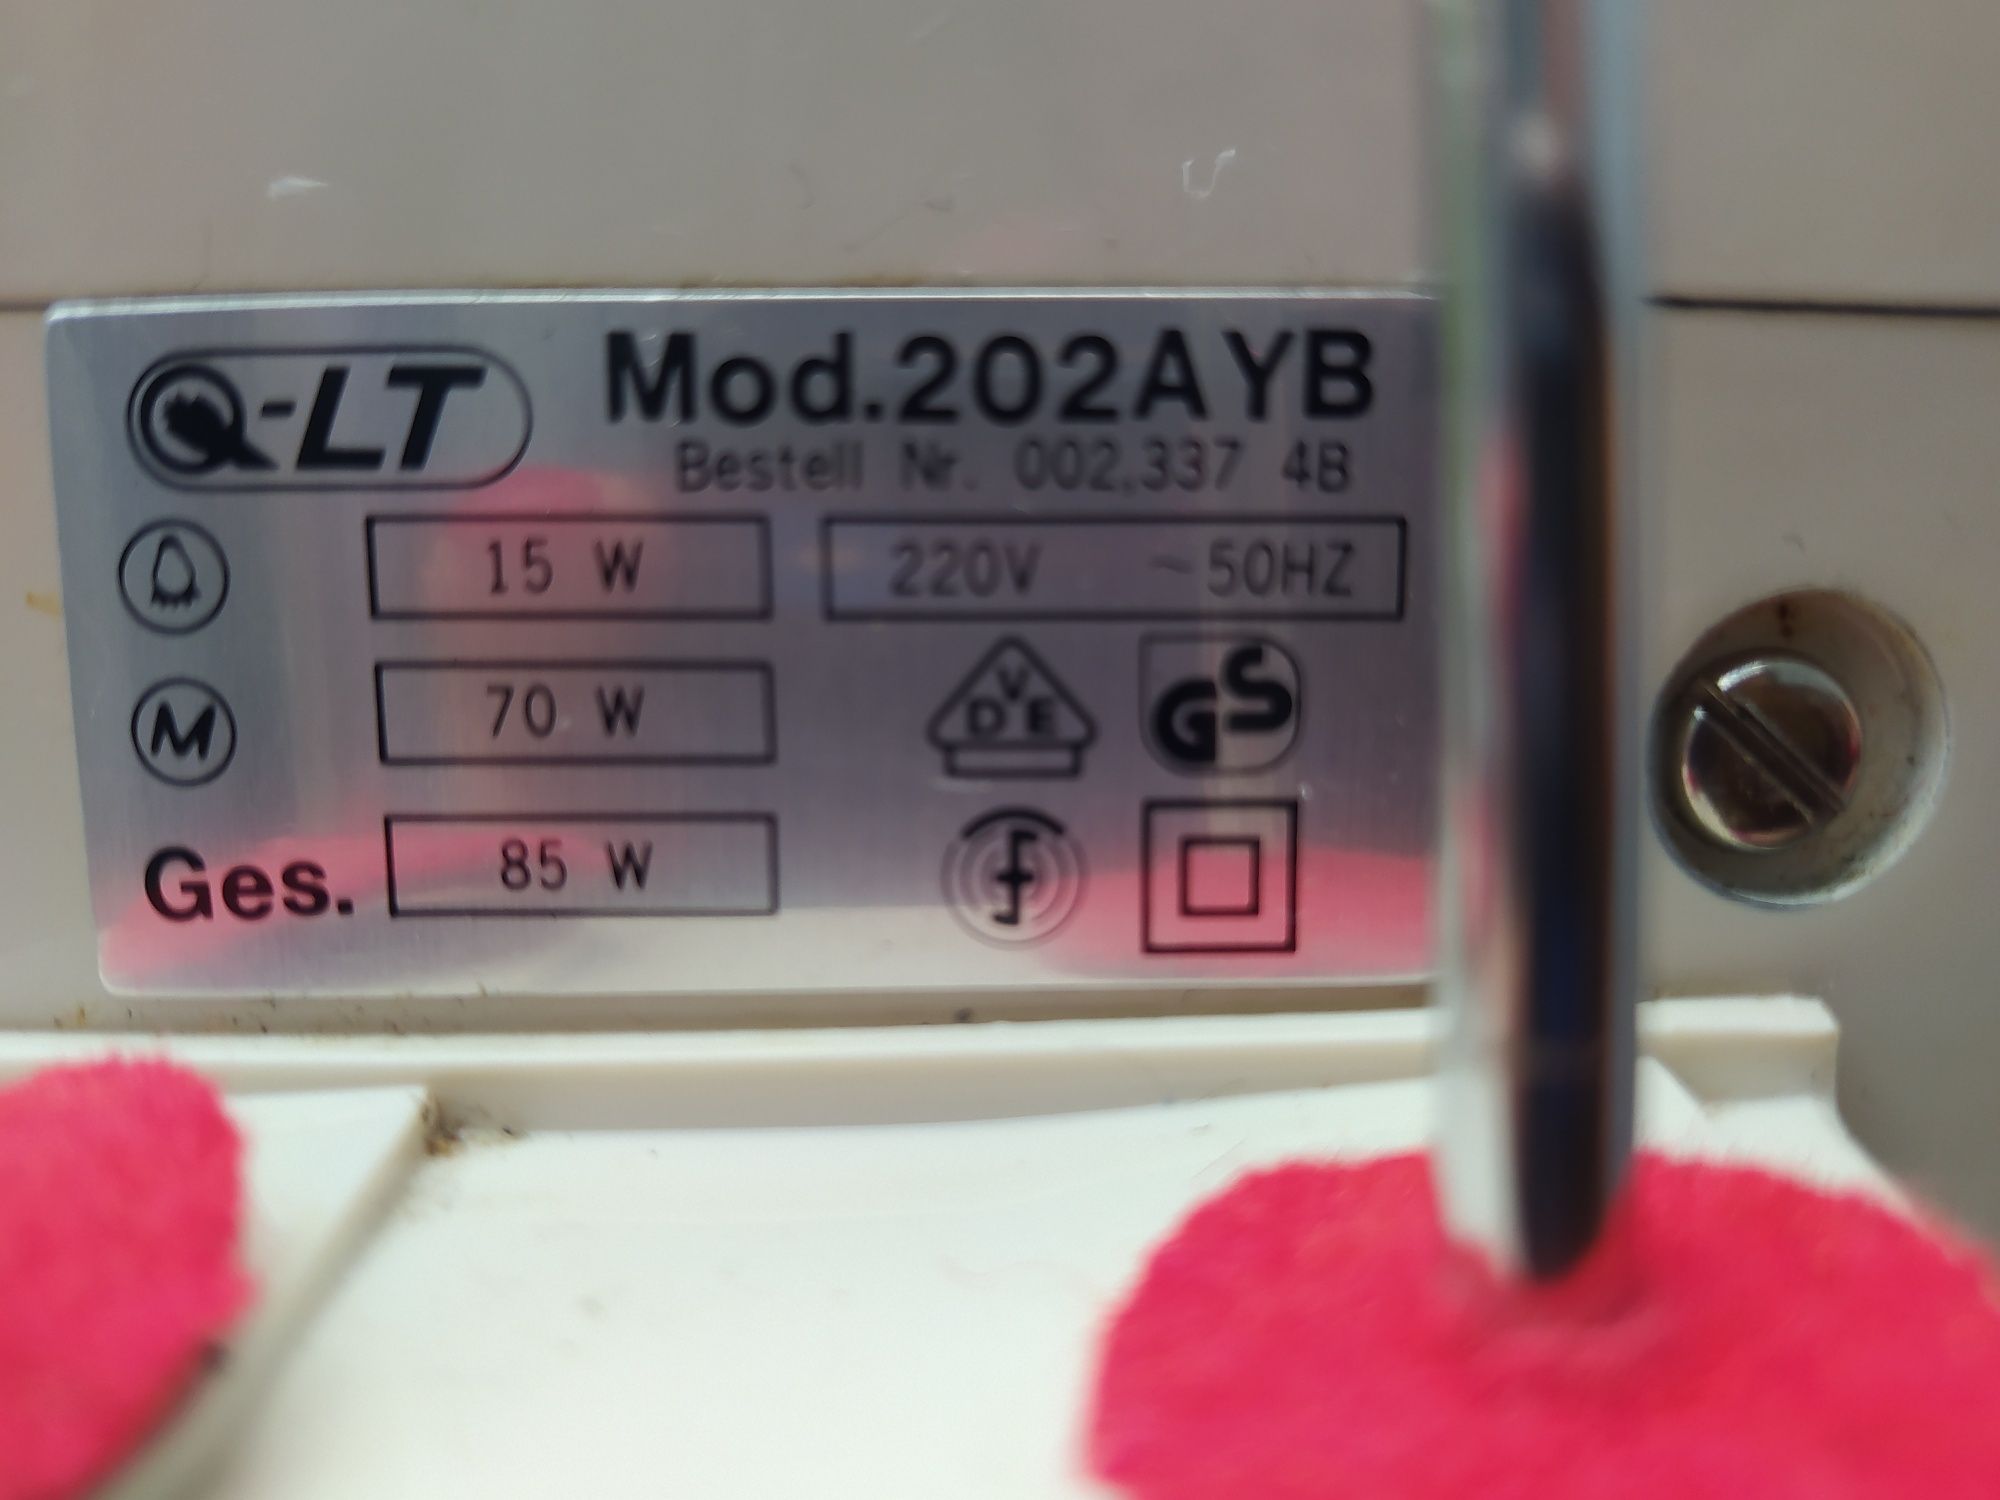 Q-LT Mod.202AYB
Bestell Nr. 002.337 4B
15 W 220V ~50HZ
M 70 W VDE GS
Ges. 85 W